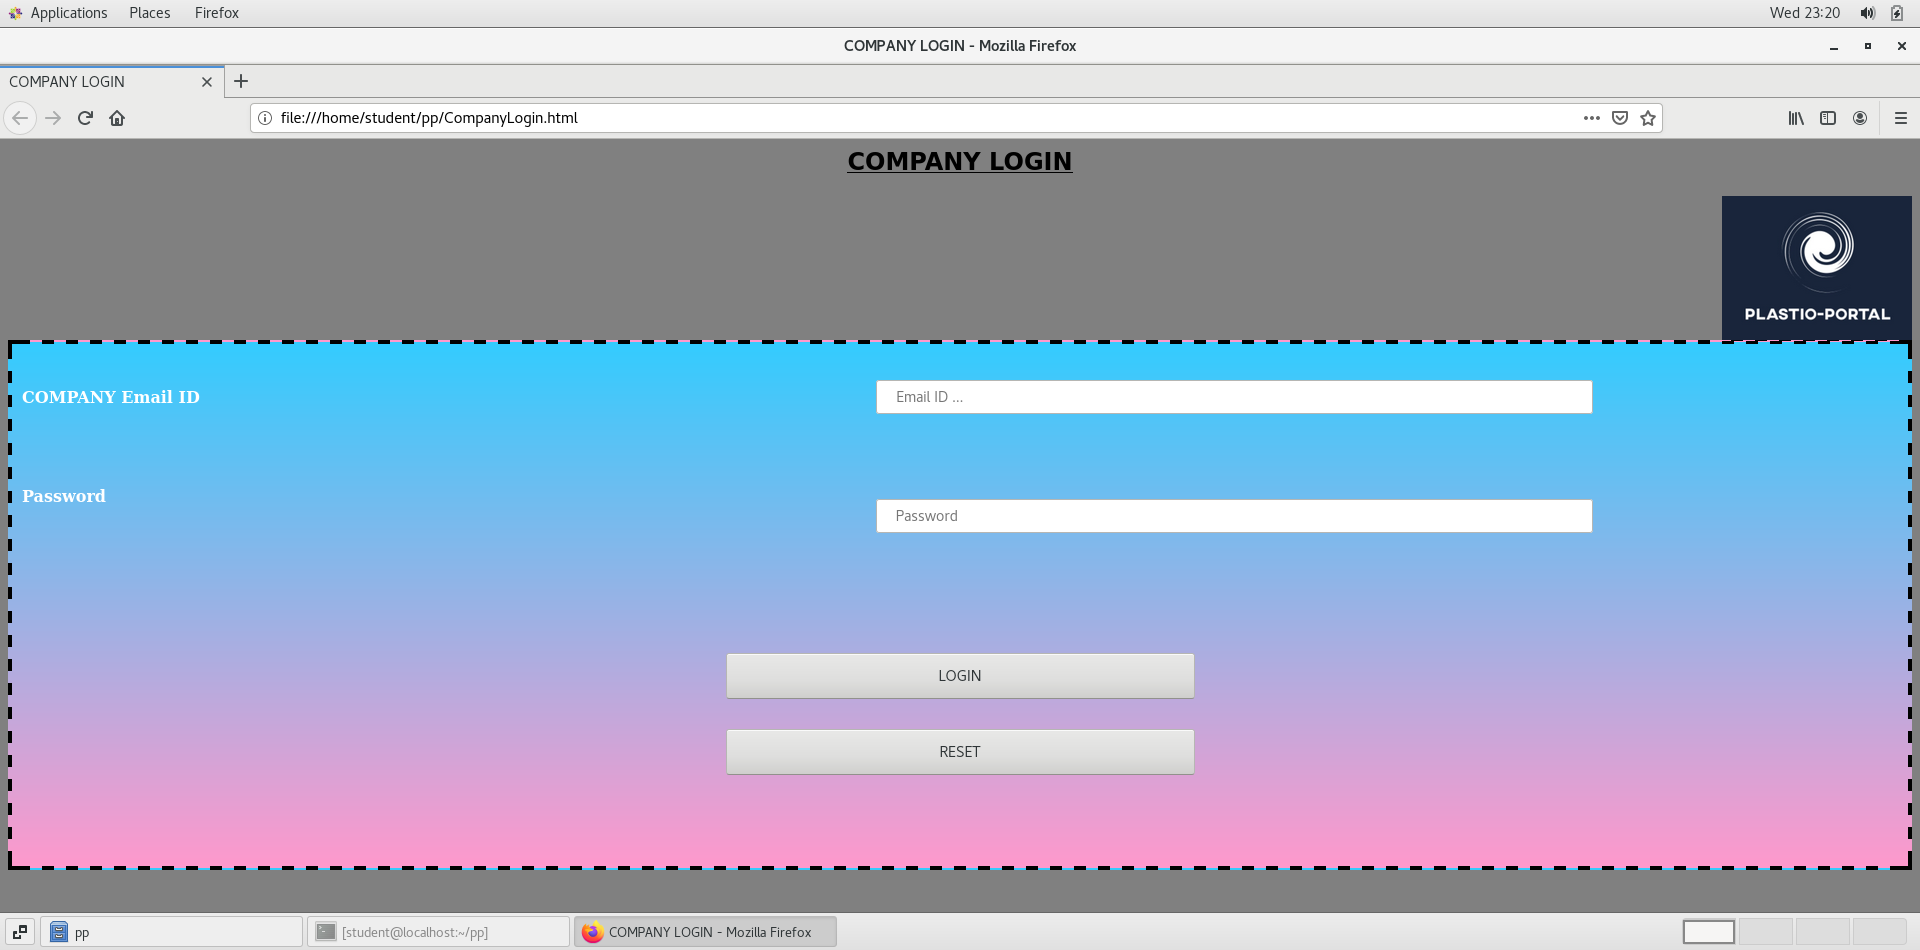 Applications Places Firefox Wed 23:20
COMPANY LOGIN - Mozilla Firefox
COMPANY LOGIN
file:///home/student/pp/CompanyLogin.html
COMPANY LOGIN
PLASTIO-PORTAL
COMPANY Email ID Email ID ...
Password
Password
LOGIN
RESET
pp [student@localhost:~/pp] COMPANY LOGIN - Mozilla Firefox